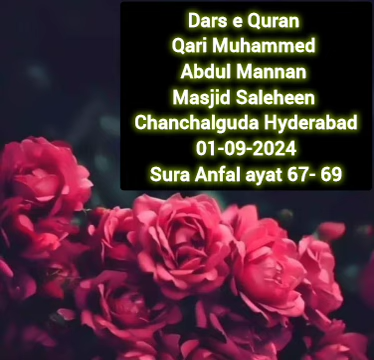 Dars e Quran
Qari Muhammed
Abdul Mannan
Masjid Saleheen
Chanchalguda Hyderabad
01-09-2024
Sura Anfal ayat 67- 69